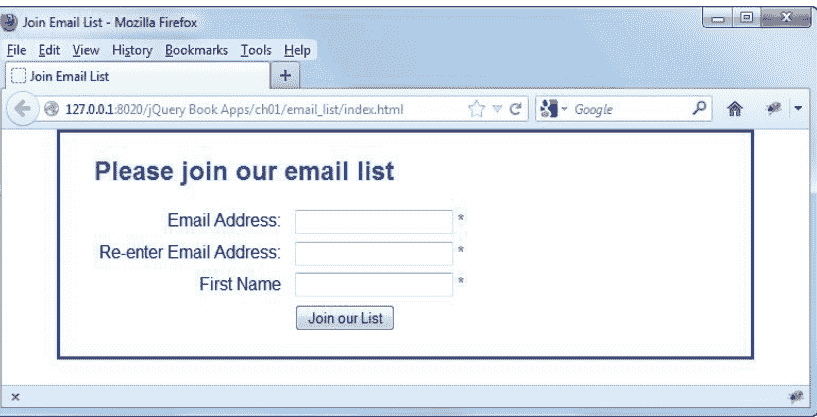 Join Email List - Mozilla Firefox
File Edit View History Bookmarks Tools Help
Join Email List +
127.0.0.1:8020/jQuery Book Apps/ch01/email_list/index.html Google
Please join our email list
Email Address: *
Re-enter Email Address: *
First Name *
Join our List
x